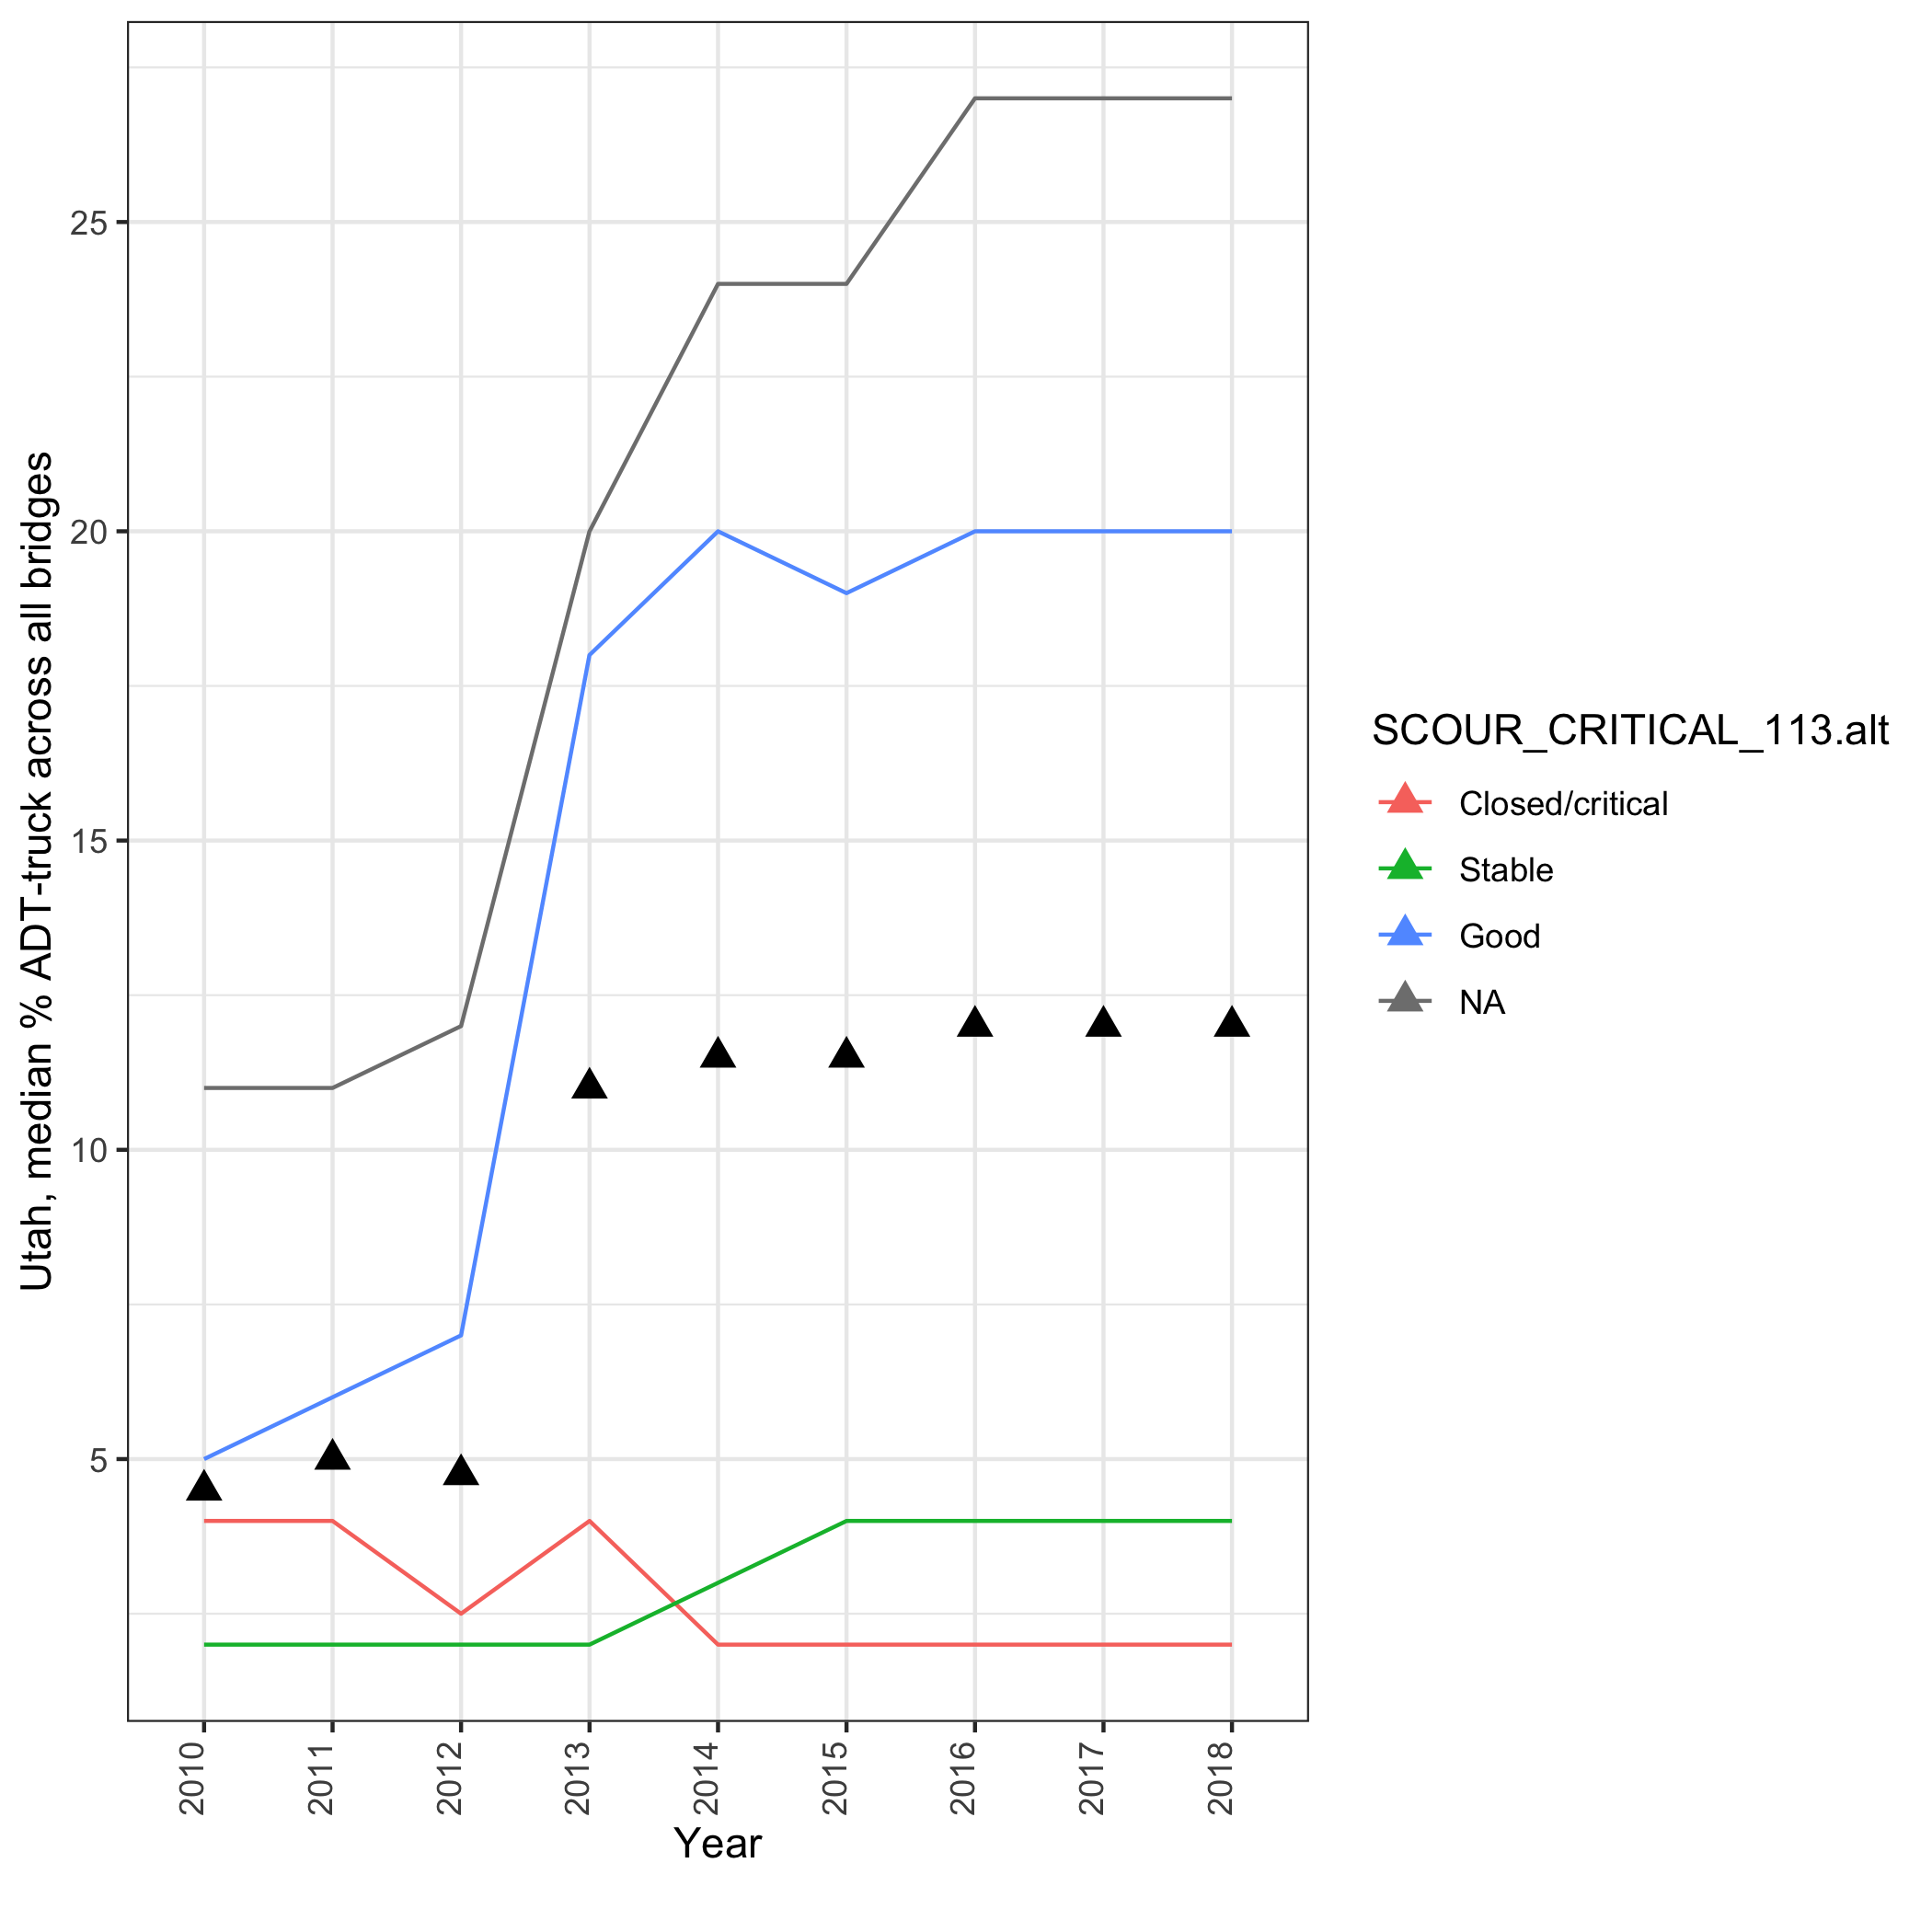 Utah, median % ADT-truck across all bridges
25
20
15
10
5
2010
2011
2012
2013
2014
2015
2016
2017
2018
Year
SCOUR_CRITICAL_113.alt
Closed/critical
Stable
Good
NA